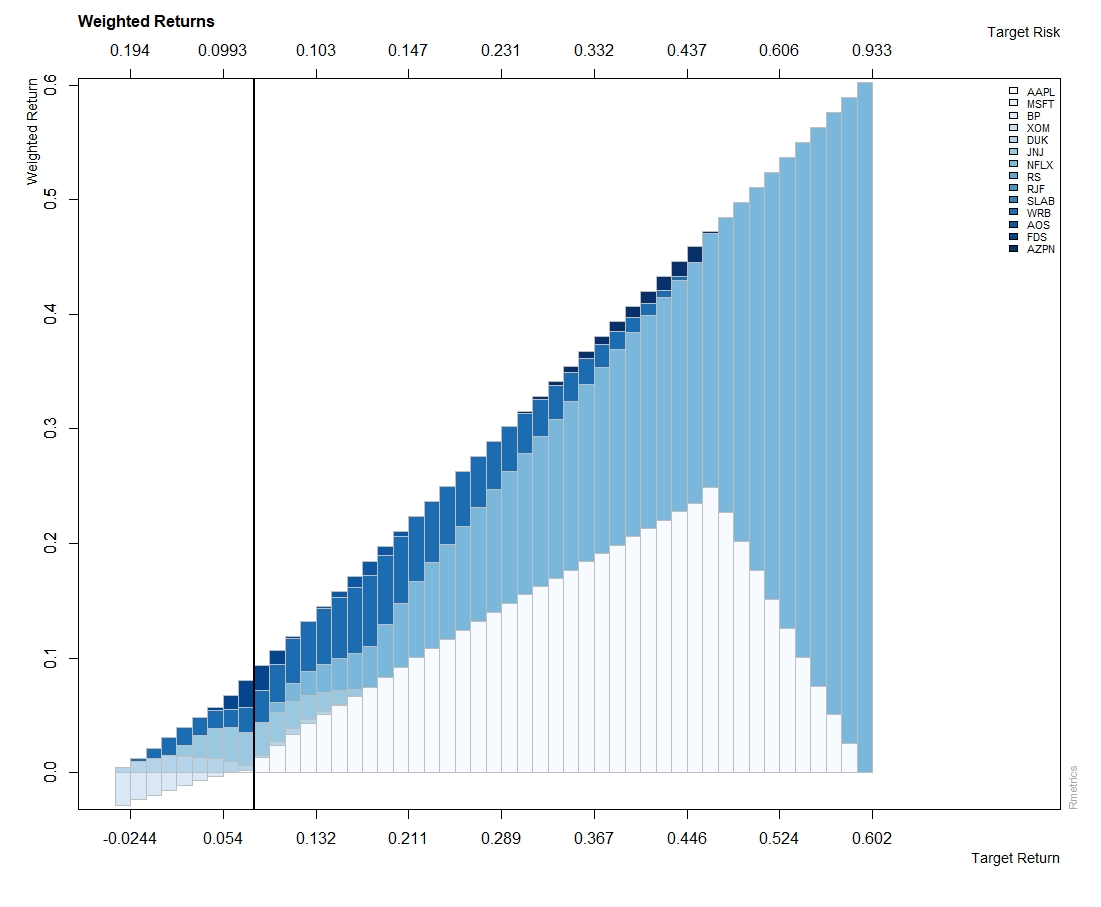 Weighted Returns
Target Risk
0.194 0.0993 0.103 0.147 0.231 0.332 0.437 0.606 0.933
Weighted Return
0.6
0.5
0.4
0.3
0.2
0.1
0.0
AAPL
MSFT
BP
XOM
DUK
JNJ
NFLX
RS
RJF
SLAB
WRB
AOS
FDS
AZPN
Rmetrics
-0.0244 0.054 0.132 0.211 0.289 0.367 0.446 0.524 0.602
Target Return